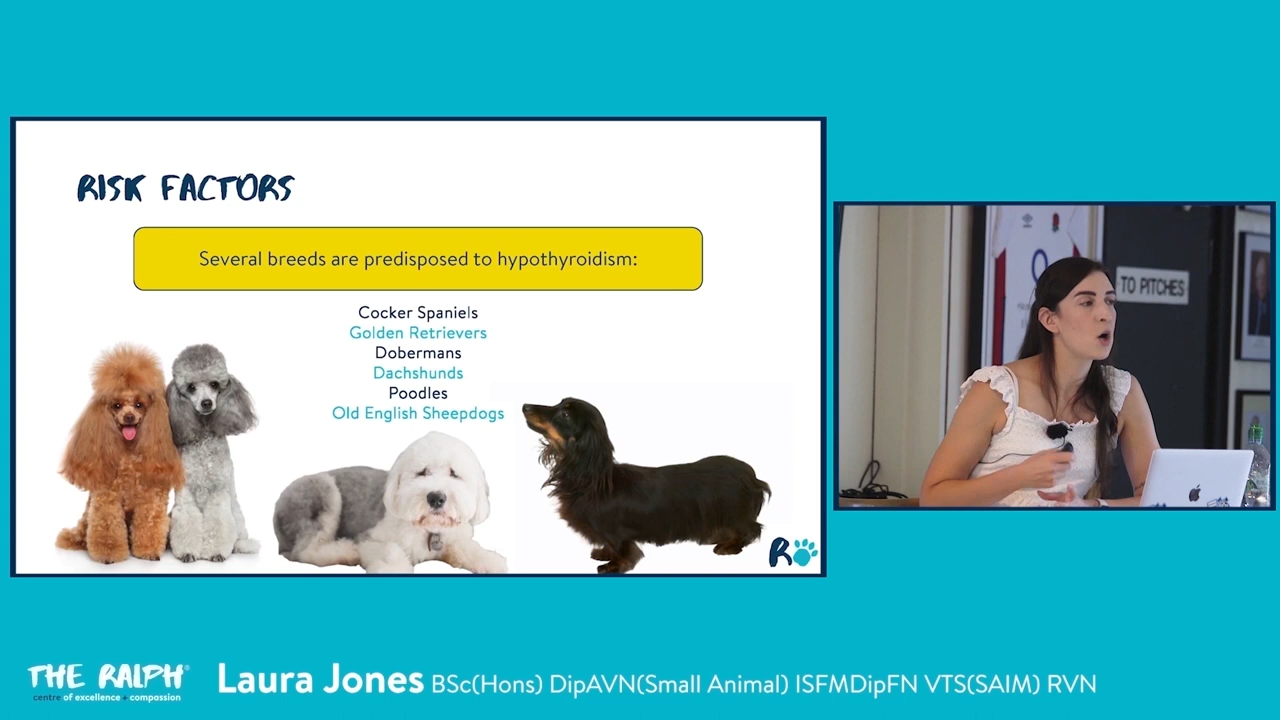 RISK FACTORS
Several breeds are predisposed to hypothyroidism:
Cocker Spaniels
Golden Retrievers
Dobermans
Dachshunds
Poodles
Old English Sheepdogs
R
TO PITCHES
THE RALPH®
centre of excellence + compassion
Laura Jones BSc(Hons) DipAVN(Small Animal) ISFMDipFN VTS(SAIM) RVN